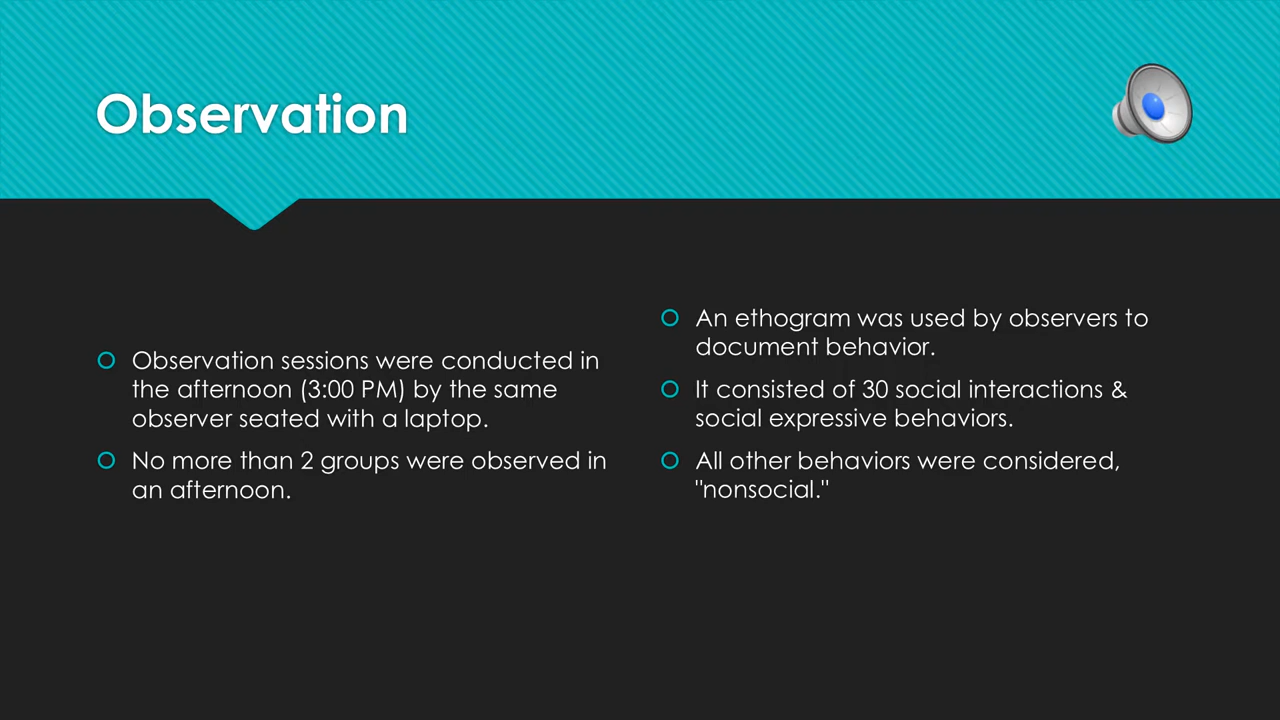 Observation
Observation sessions were conducted in
the afternoon (3:00 PM) by the same
observer seated with a laptop.
No more than 2 groups were observed in
an afternoon.
An ethogram was used by observers to
document behavior.
It consisted of 30 social interactions &
social expressive behaviors.
All other behaviors were considered,
"nonsocial."